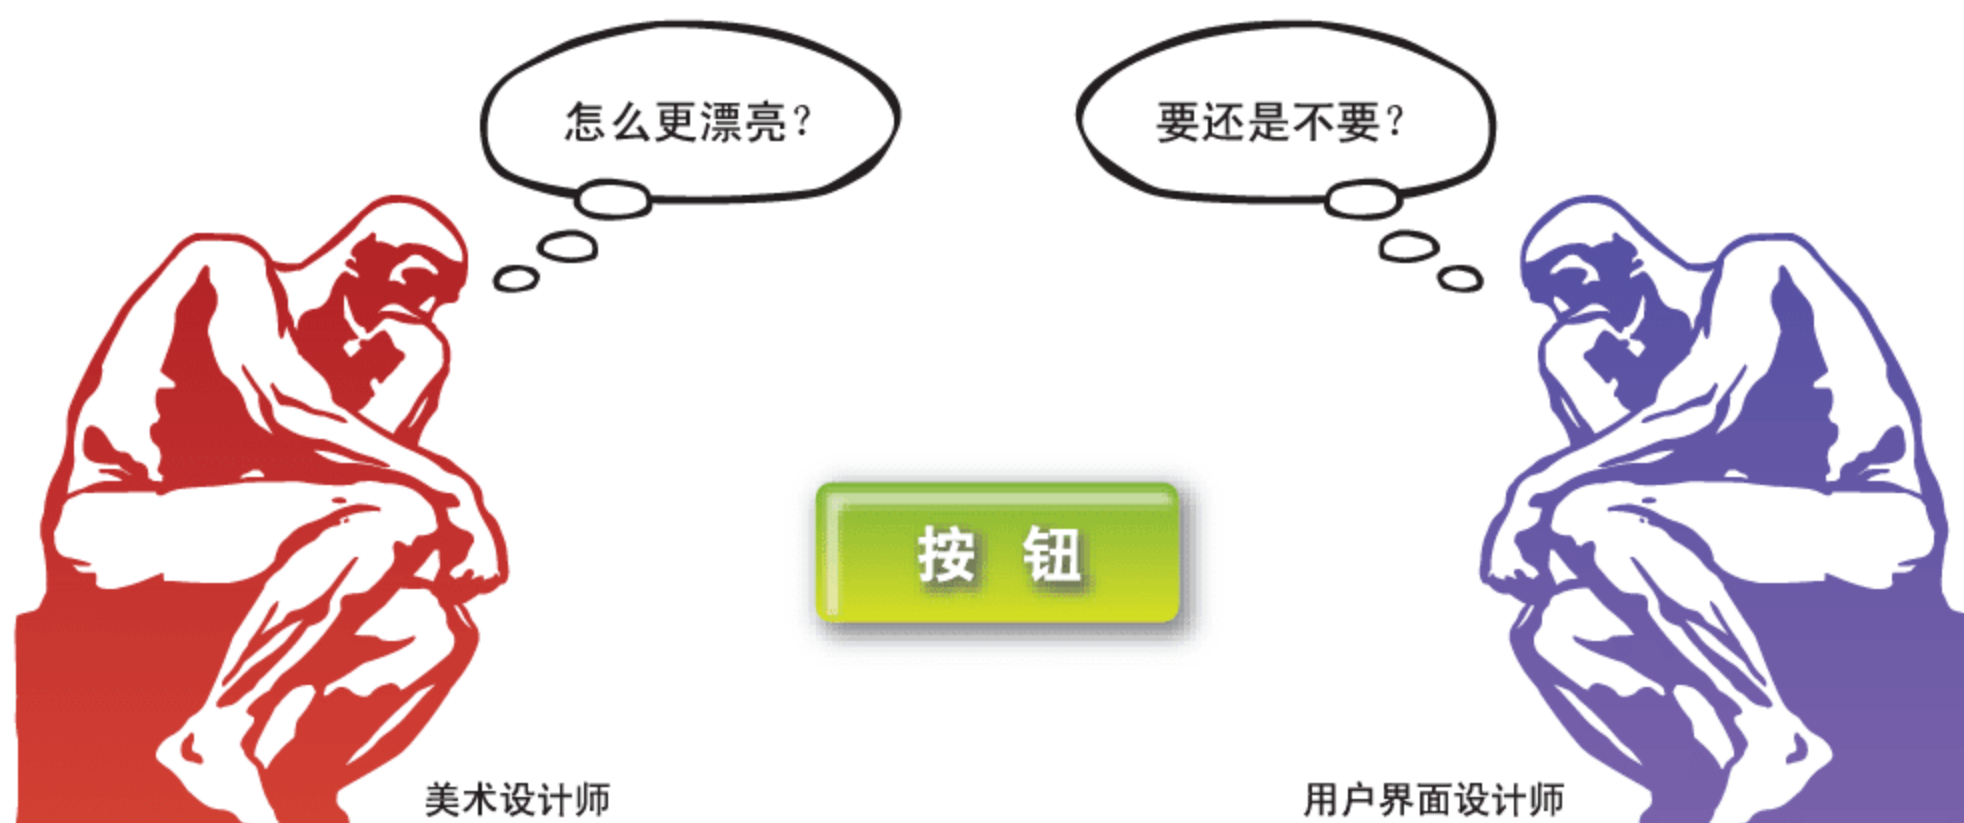 怎么更漂亮？
要还是不要？
按 钮
美术设计师
用户界面设计师